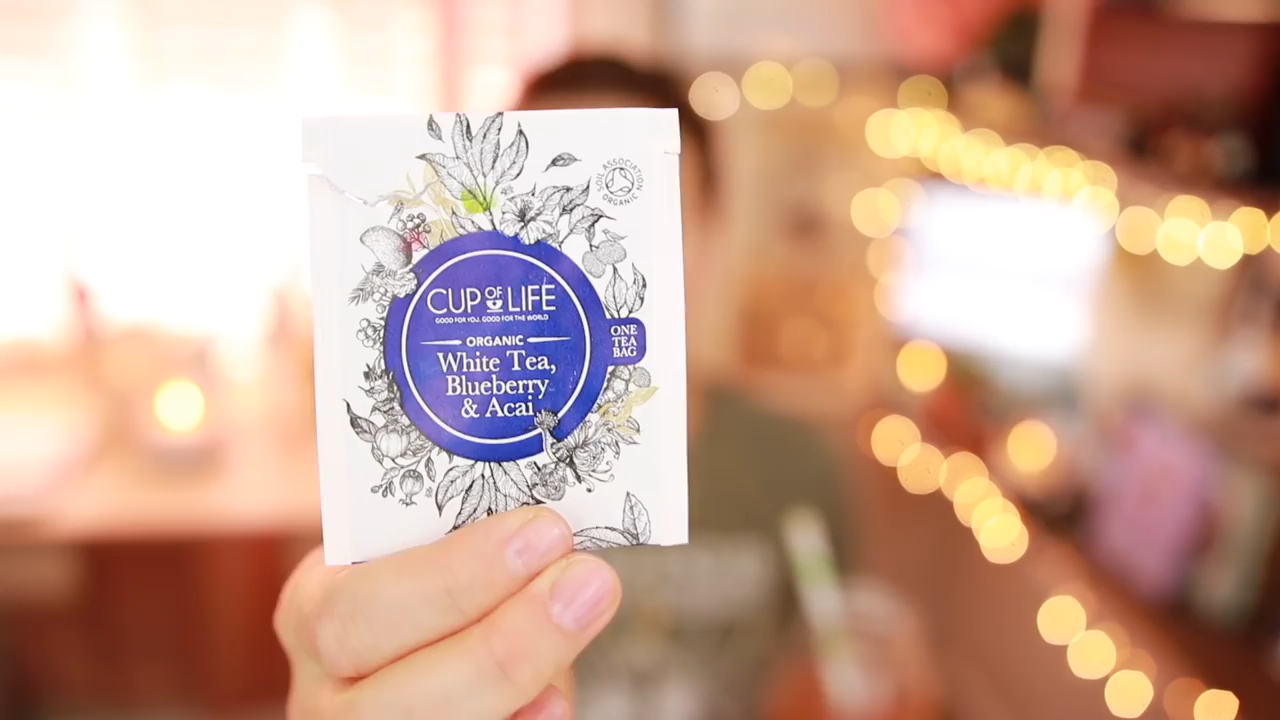 SOIL ASSOCIATION
ORGANIC
CUP OF LIFE
GOOD FOR YOU. GOOD FOR THE WORLD
ORGANIC
White Tea,
Blueberry
& Acai
ONE
TEA
BAG